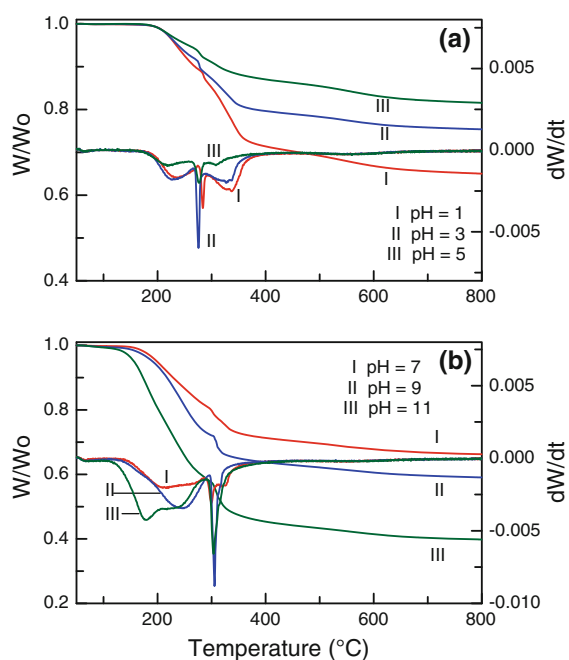 (a)
1.0
0.8
0.6
0.4
W/Wo
0.005
0.000
-0.005
dW/dt
III
II
I
III
I
II
I pH = 1
II pH = 3
III pH = 5
200
400
600
800
(b)
1.0
0.8
0.6
0.4
0.2
W/Wo
0.005
0.000
-0.005
-0.010
dW/dt
I pH = 7
II pH = 9
III pH = 11
I
II
III
I
II
III
200
400
600
800
Temperature (°C)